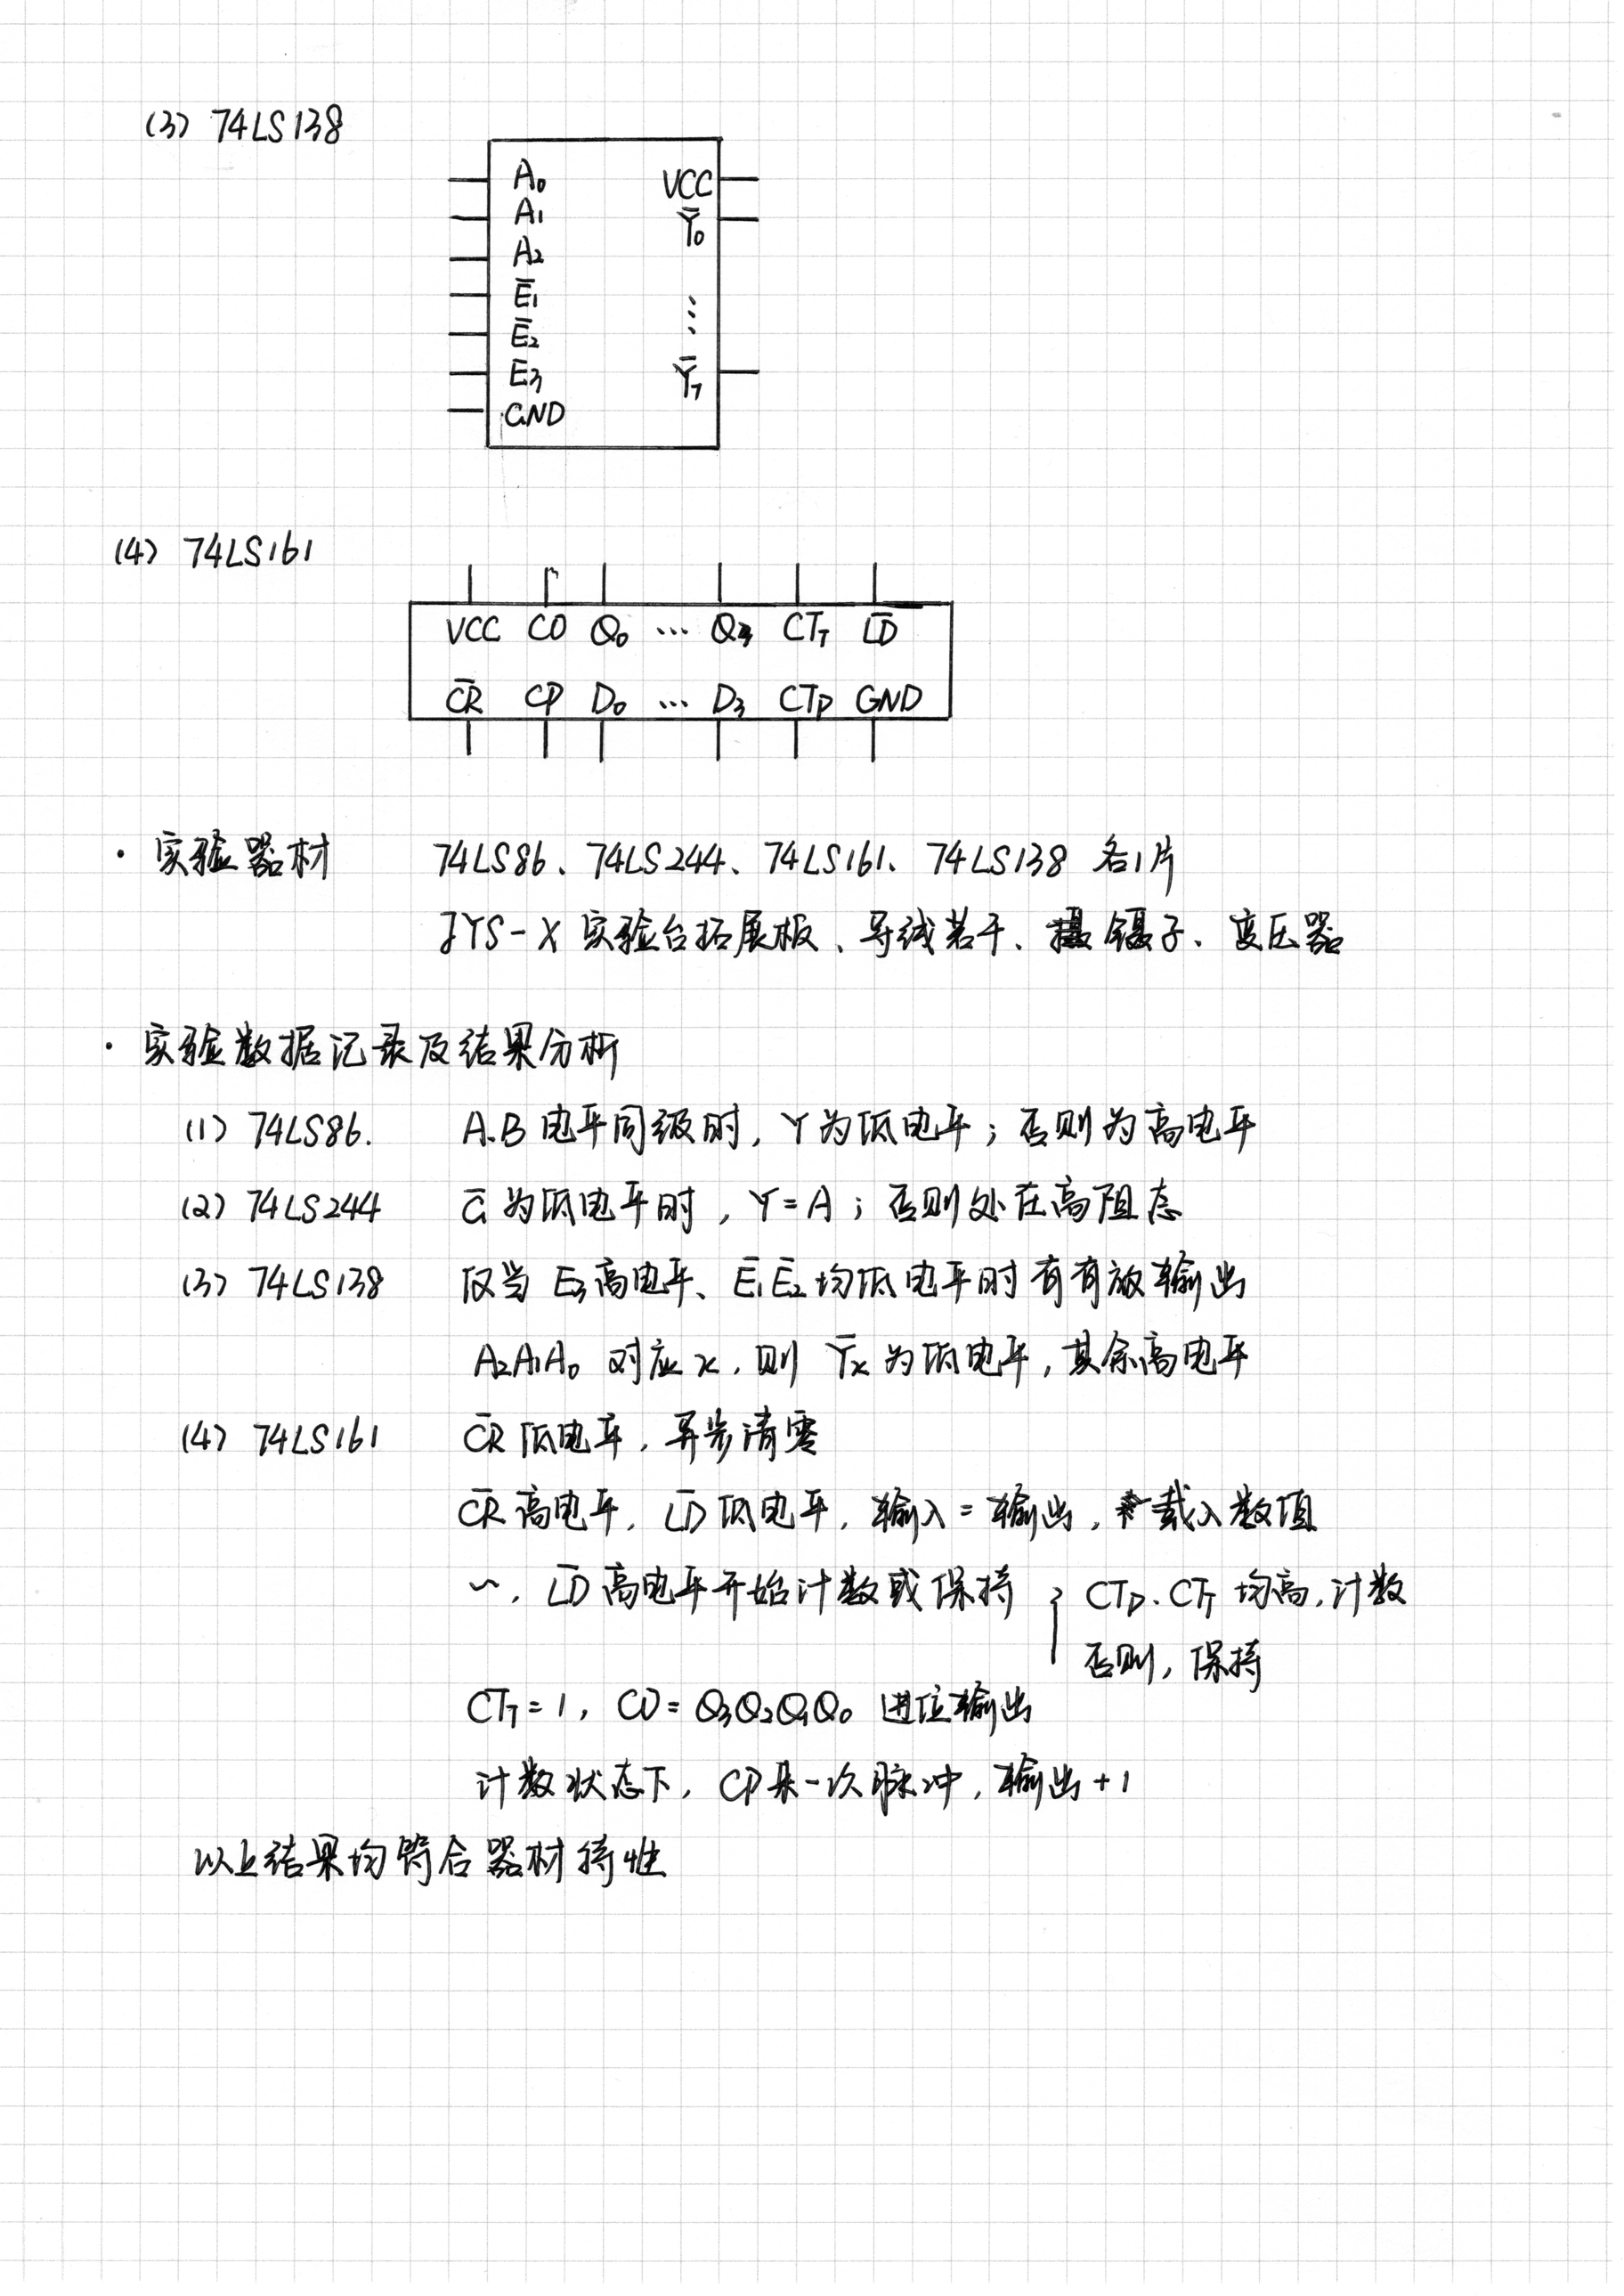 (3) 74LS138
A₀ VCC
A₁ Y̅₀
A₂
E̅₁ ⋮
E̅₂
E₃ Y̅₇
GND
(4) 74LS161
VCC CO Q₀ … Q₃ CT_T L̅D̅
C̅R̅ CP D₀ … D₃ CT_P GND
· 实验器材 74LS86、74LS244、74LS161、74LS138 各1片
JYS-X 实验台拓展板、导线若干、镊子、变压器
· 实验数据记录及结果分析
(1) 74LS86. A.B 电平同级时, Y 为低电平; 否则为高电平
(2) 74LS244 G̅ 为低电平时, Y=A; 否则处在高阻态
(3) 74LS138 仅当 E₃高电平、E̅₁E̅₂均低电平时有有效输出
A₂A₁A₀ 对应 x, 则 Y̅ₓ 为低电平, 其余高电平
(4) 74LS161 C̅R̅ 低电平, 异步清零
C̅R̅ 高电平, L̅D̅ 低电平, 输入=输出, 载入数值
~, L̅D̅ 高电平开始计数或保持 { CT_P. CT_T 均高, 计数
否则, 保持
CT_T=1, CO=Q₃Q₂Q₁Q₀ 进位输出
计数状态下, CP来一次脉冲, 输出+1
以上结果均符合器材特性